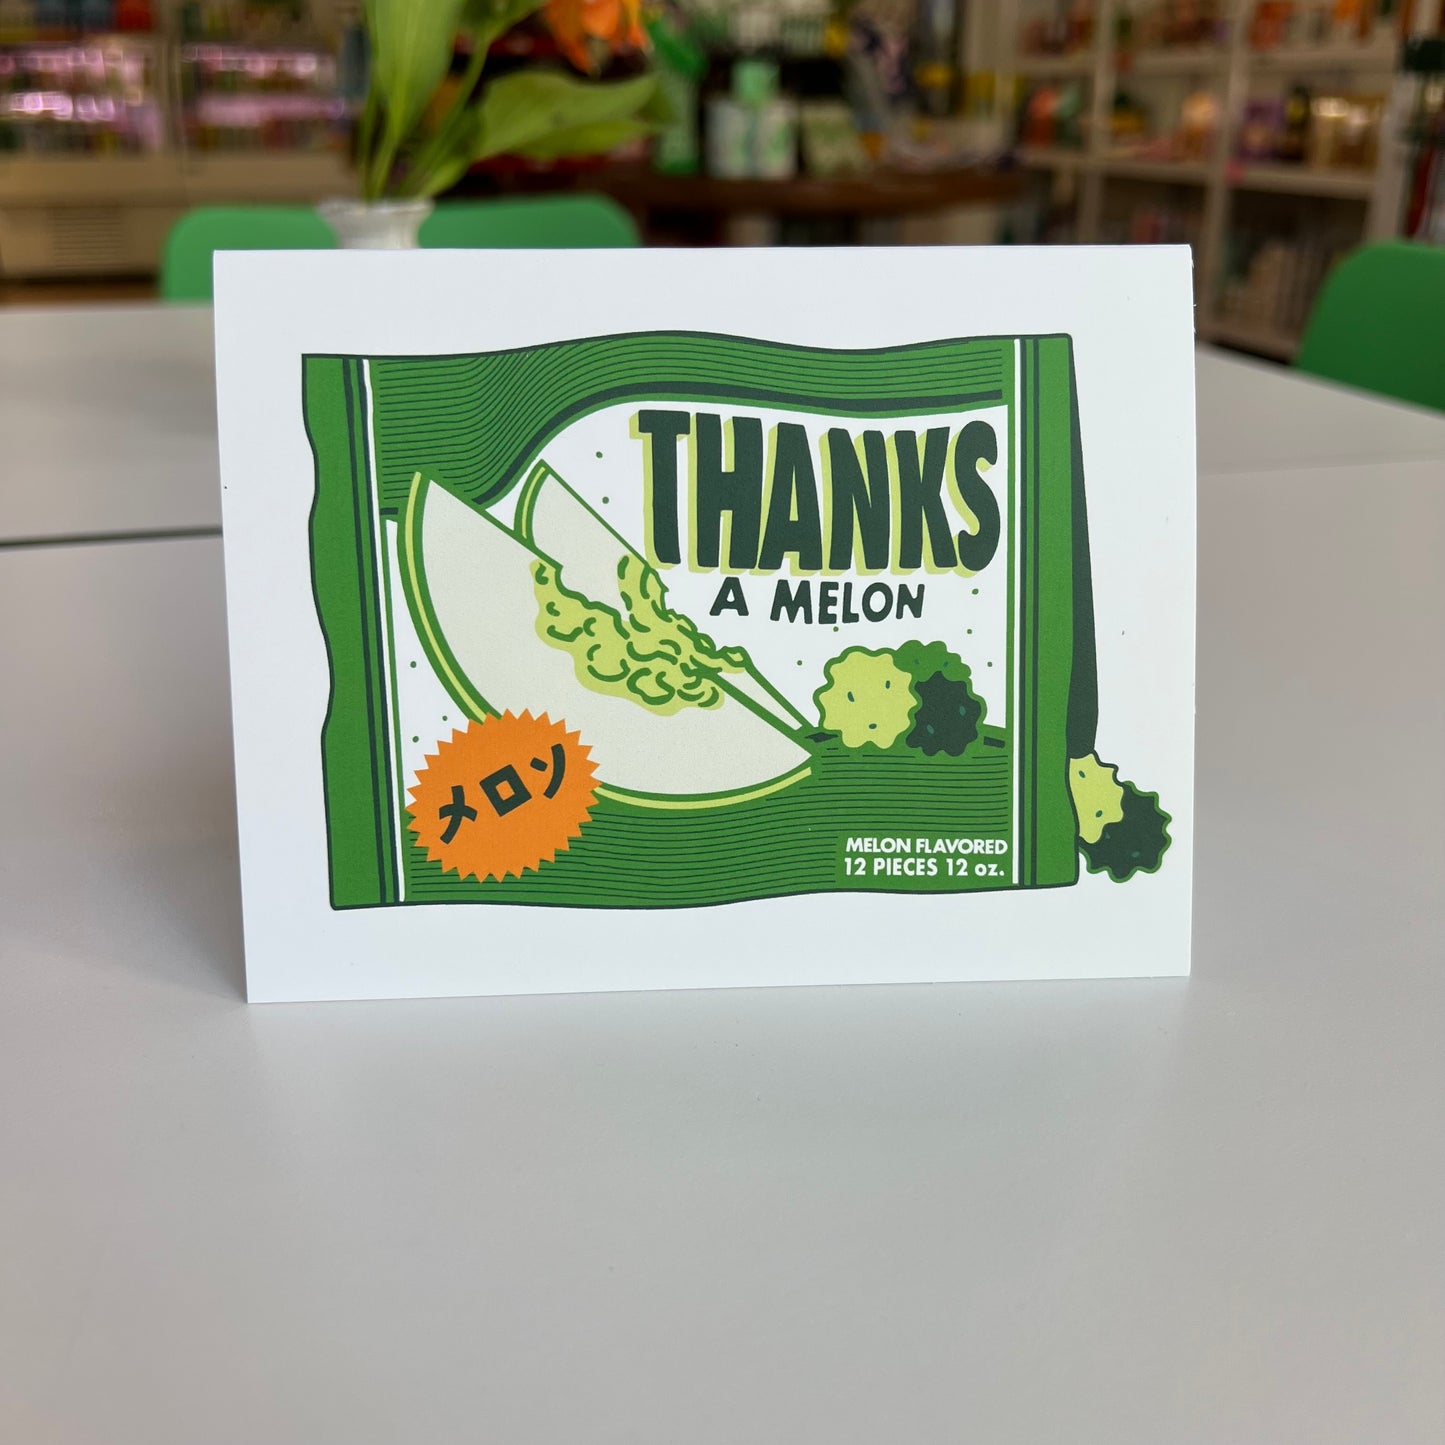 THANKS
A MELON
メロン
MELON FLAVORED
12 PIECES 12 oz.